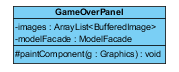 GameOverPanel
-images : ArrayList<BufferedImage>
-modelFacade : ModelFacade
#paintComponent(g : Graphics) : void